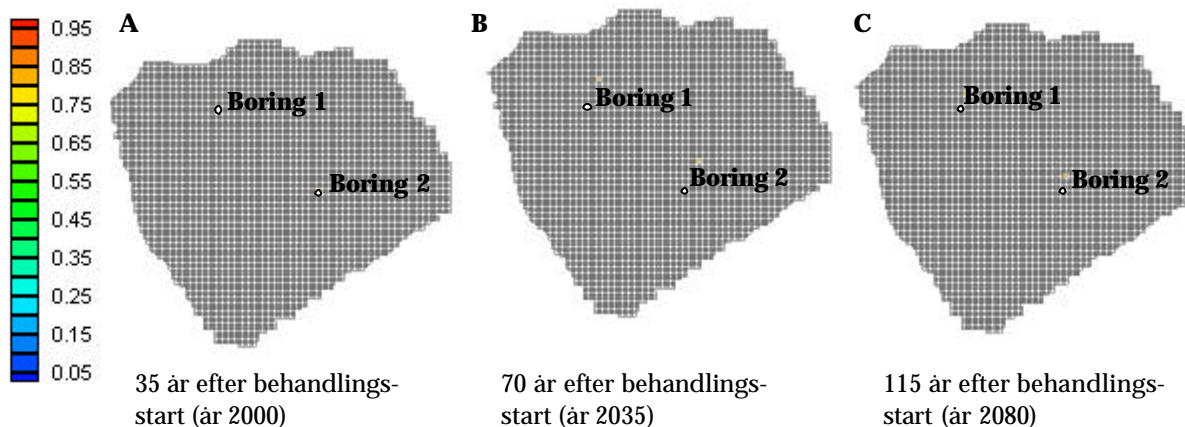 0.95
0.85
0.75
0.65
0.55
0.45
0.35
0.25
0.15
0.05
A
Boring 1
Boring 2
35 år efter behandlings-
start (år 2000)
B
Boring 1
Boring 2
70 år efter behandlings-
start (år 2035)
C
Boring 1
Boring 2
115 år efter behandlings-
start (år 2080)